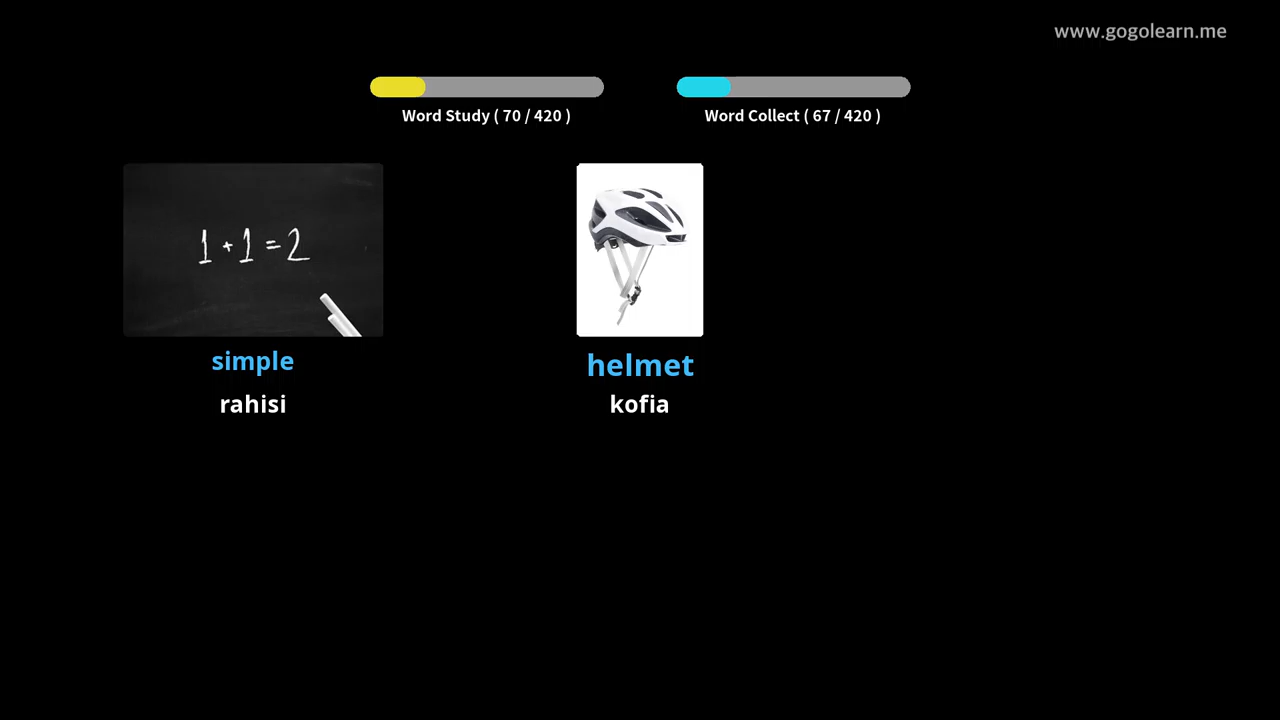 www.gogolearn.me
Word Study ( 70 / 420 )
Word Collect ( 67 / 420 )
1 + 1 = 2
simple
rahisi
helmet
kofia